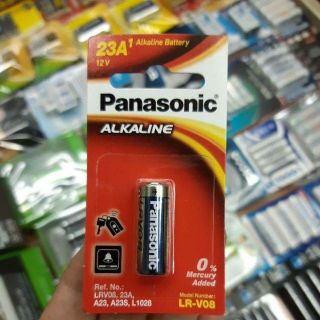 23A¹ Alkaline Battery
12V
Panasonic
ALKALINE
Panasonic
0%
Mercury
Added
Ref. No.:
LRV08, 23A,
A23, A23S, L1028
Model Number:
LR-V08